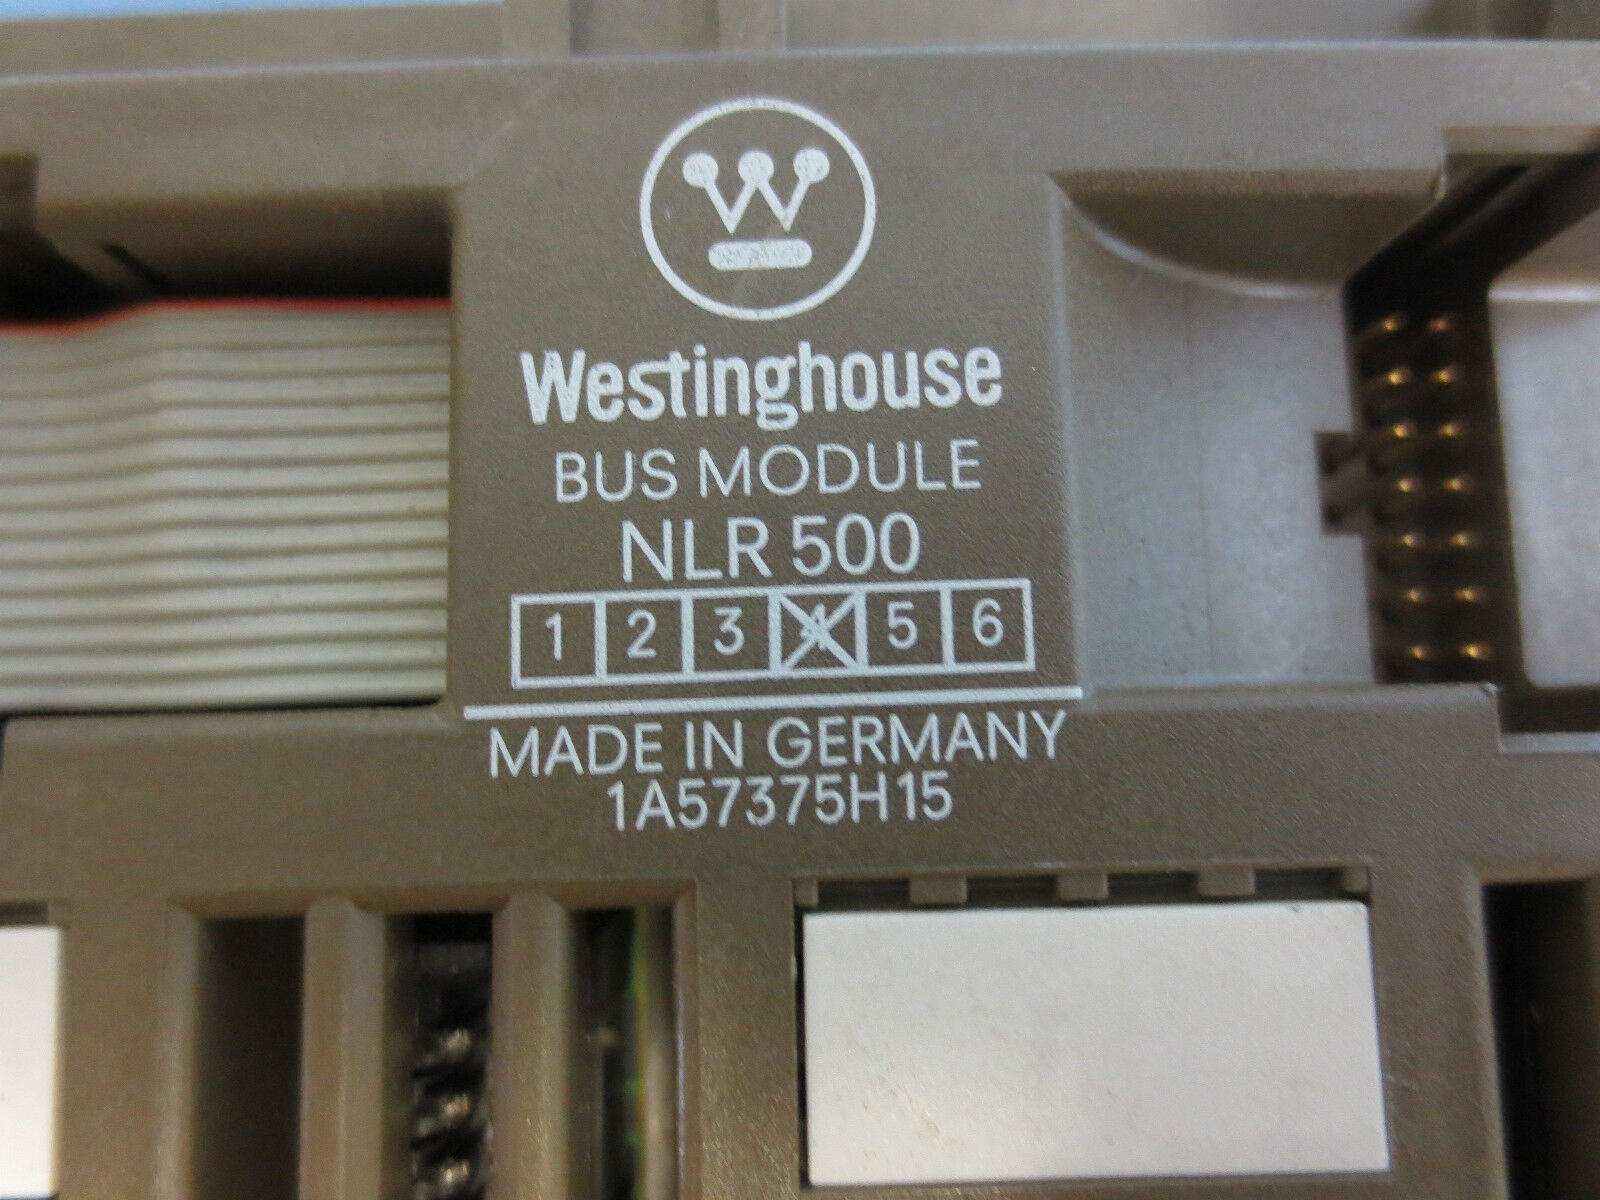 W
Westinghouse
BUS MODULE
NLR 500
1 2 3 4 5 6
MADE IN GERMANY
1A57375H15